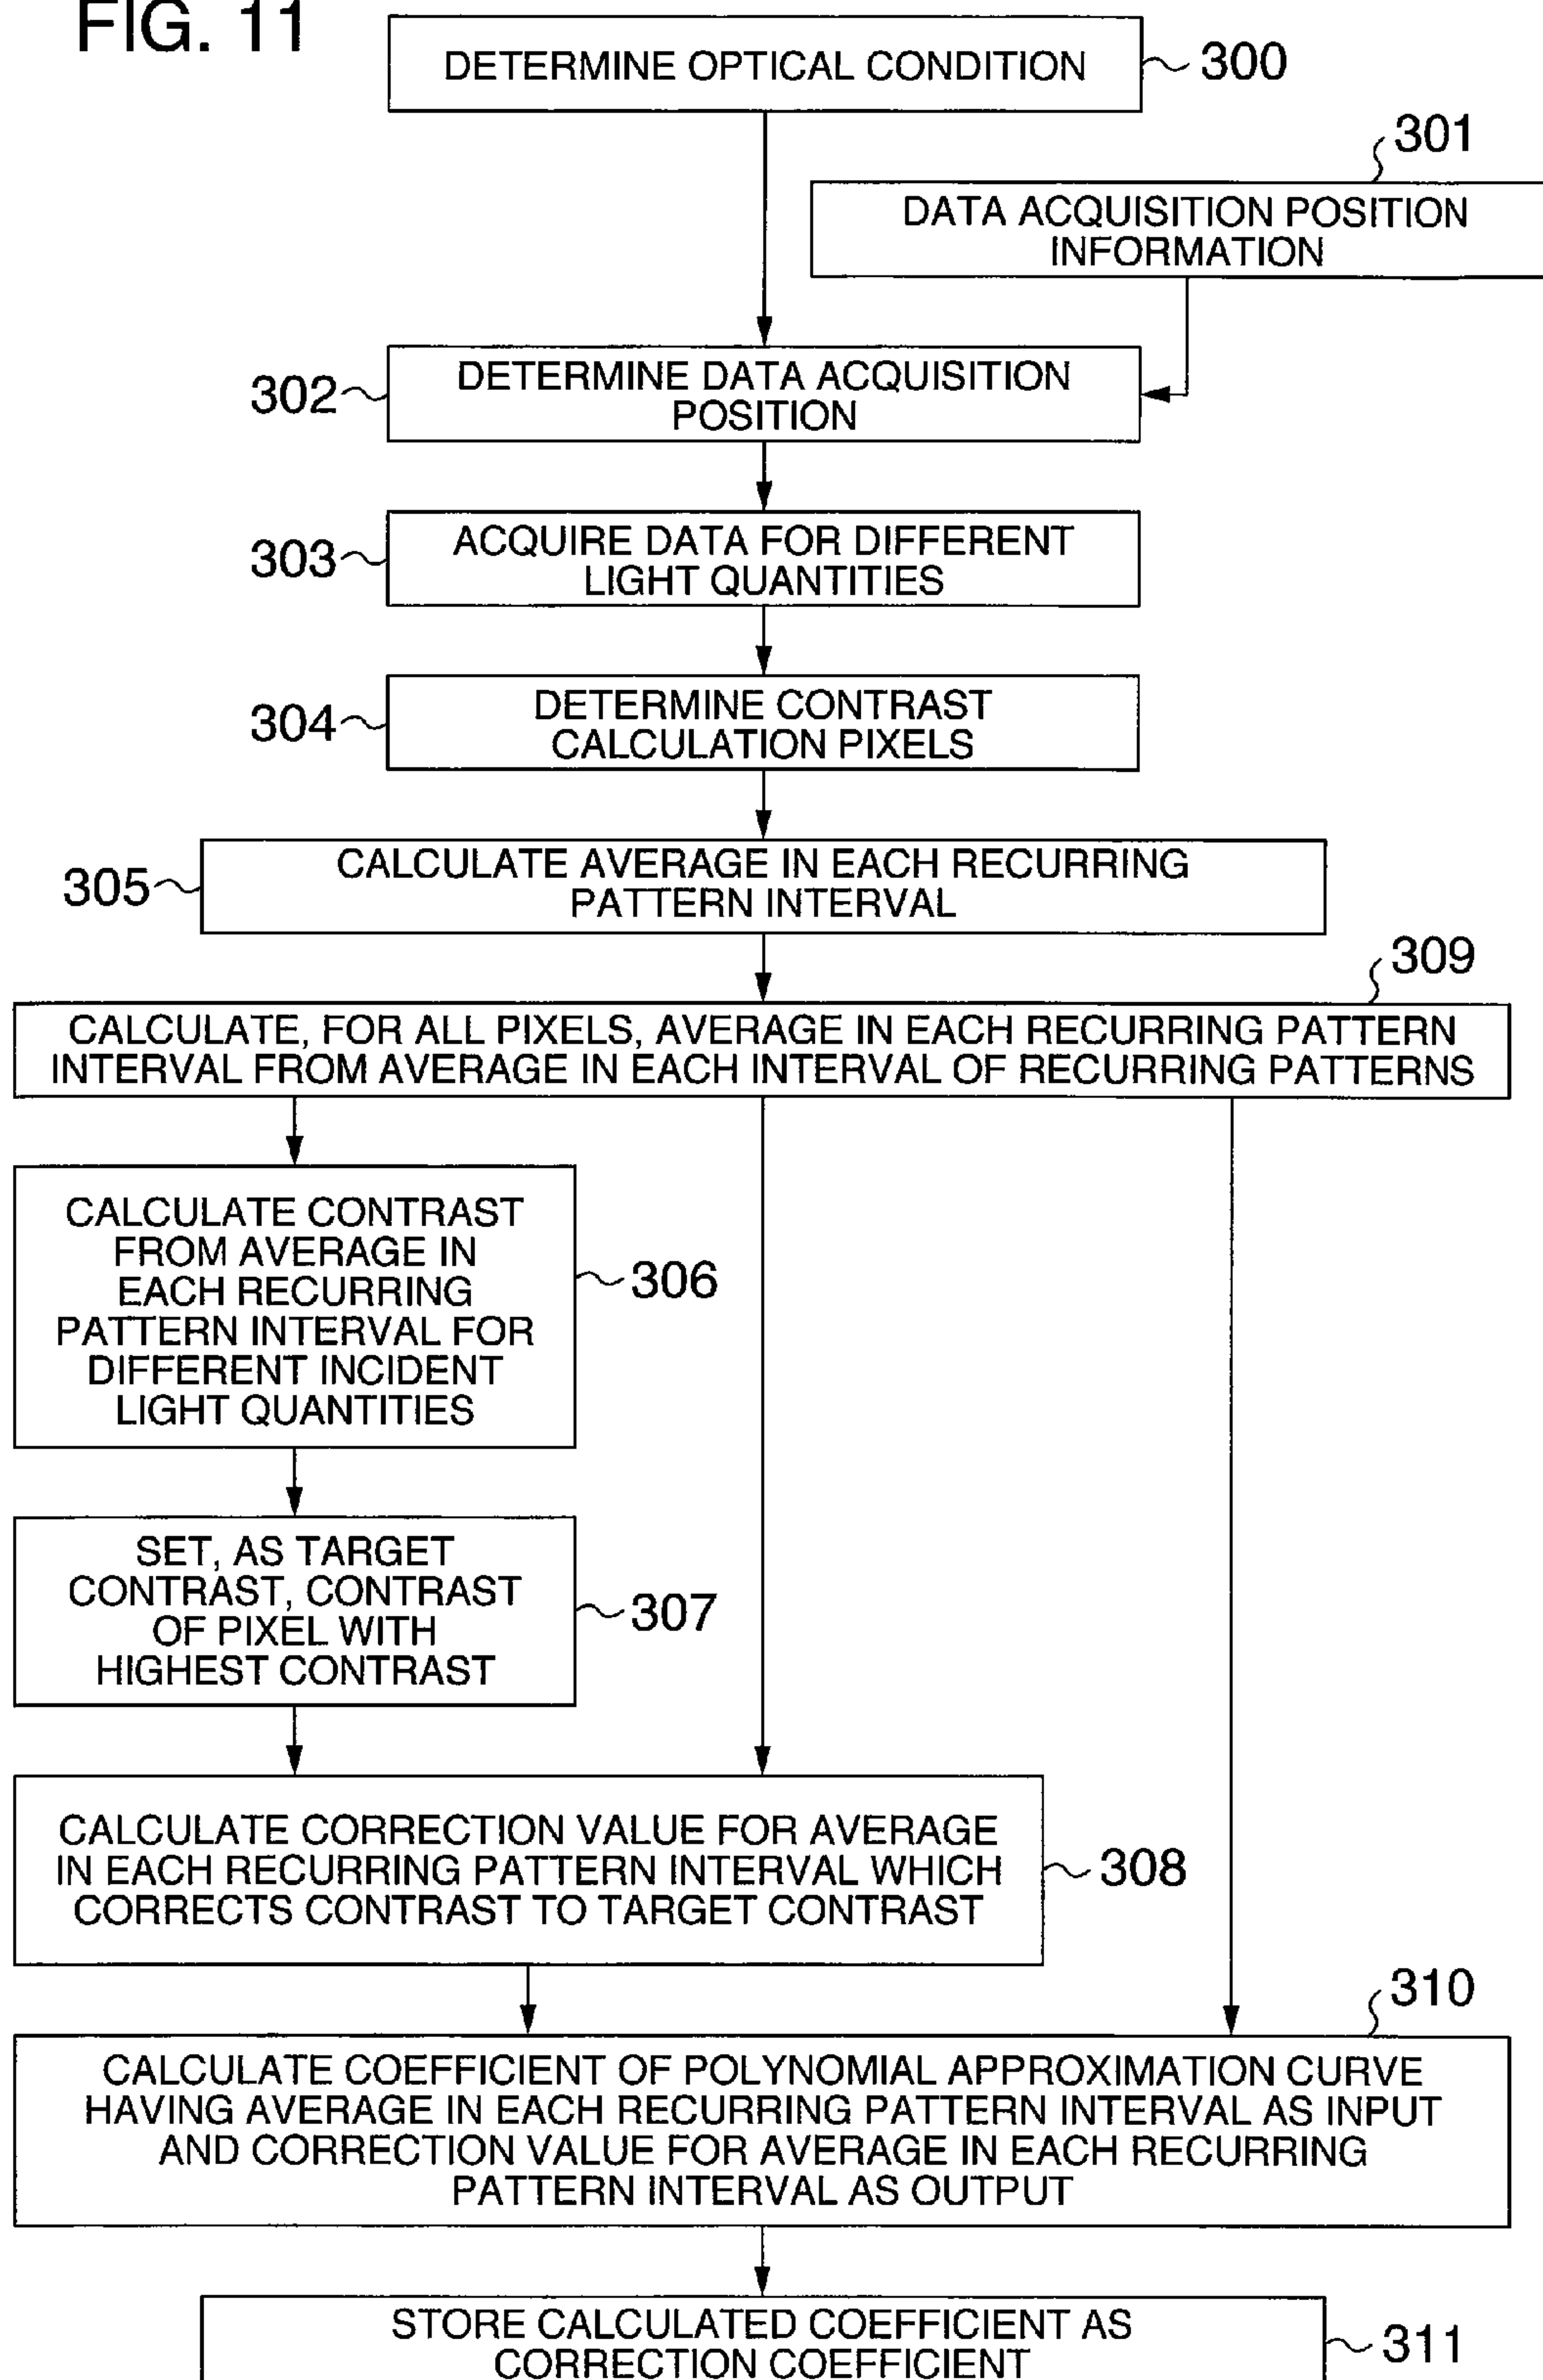 FIG. 11
DETERMINE OPTICAL CONDITION
300
301
DATA ACQUISITION POSITION
INFORMATION
302
DETERMINE DATA ACQUISITION
POSITION
303
ACQUIRE DATA FOR DIFFERENT
LIGHT QUANTITIES
304
DETERMINE CONTRAST
CALCULATION PIXELS
305
CALCULATE AVERAGE IN EACH RECURRING
PATTERN INTERVAL
309
CALCULATE, FOR ALL PIXELS, AVERAGE IN EACH RECURRING PATTERN
INTERVAL FROM AVERAGE IN EACH INTERVAL OF RECURRING PATTERNS
CALCULATE CONTRAST
FROM AVERAGE IN
EACH RECURRING
PATTERN INTERVAL FOR
DIFFERENT INCIDENT
LIGHT QUANTITIES
306
SET, AS TARGET
CONTRAST, CONTRAST
OF PIXEL WITH
HIGHEST CONTRAST
307
CALCULATE CORRECTION VALUE FOR AVERAGE
IN EACH RECURRING PATTERN INTERVAL WHICH
CORRECTS CONTRAST TO TARGET CONTRAST
308
310
CALCULATE COEFFICIENT OF POLYNOMIAL APPROXIMATION CURVE
HAVING AVERAGE IN EACH RECURRING PATTERN INTERVAL AS INPUT
AND CORRECTION VALUE FOR AVERAGE IN EACH RECURRING
PATTERN INTERVAL AS OUTPUT
STORE CALCULATED COEFFICIENT AS
CORRECTION COEFFICIENT
311